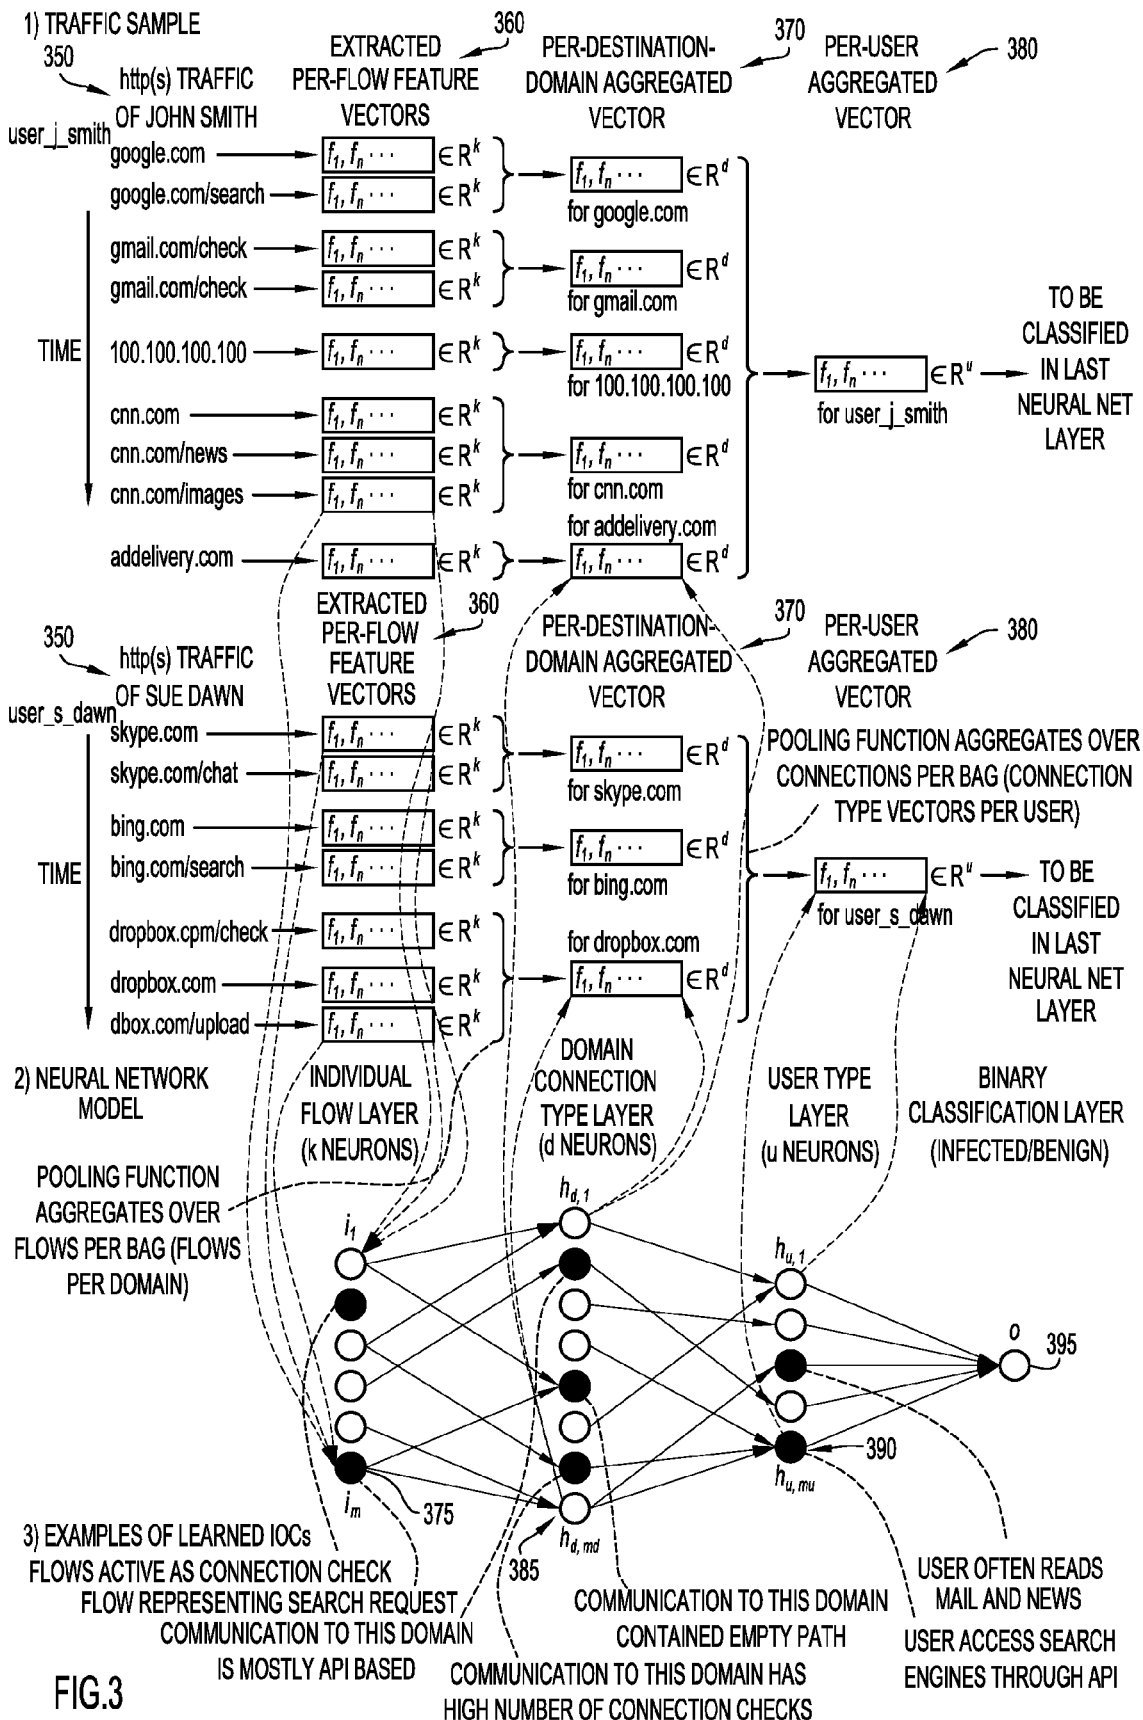 1) TRAFFIC SAMPLE
350
http(s) TRAFFIC
OF JOHN SMITH
user_j_smith
EXTRACTED
PER-FLOW FEATURE
VECTORS
360
PER-DESTINATION-
DOMAIN AGGREGATED
VECTOR
370
PER-USER
AGGREGATED
VECTOR
380
google.com
f1, fn ··· ∈R^k
google.com/search
f1, fn ··· ∈R^k
f1, fn ··· ∈R^d
for google.com
gmail.com/check
f1, fn ··· ∈R^k
gmail.com/check
f1, fn ··· ∈R^k
f1, fn ··· ∈R^d
for gmail.com
TIME
100.100.100.100
f1, fn ··· ∈R^k
f1, fn ··· ∈R^d
for 100.100.100.100
cnn.com
f1, fn ··· ∈R^k
cnn.com/news
f1, fn ··· ∈R^k
cnn.com/images
f1, fn ··· ∈R^k
f1, fn ··· ∈R^d
for cnn.com
addelivery.com
f1, fn ··· ∈R^k
for addelivery.com
f1, fn ··· ∈R^d
f1, fn ··· ∈R^u
for user_j_smith
TO BE
CLASSIFIED
IN LAST
NEURAL NET
LAYER
350
http(s) TRAFFIC
OF SUE DAWN
user_s_dawn
EXTRACTED
PER-FLOW
FEATURE
VECTORS
360
PER-DESTINATION-
DOMAIN AGGREGATED
VECTOR
370
PER-USER
AGGREGATED
VECTOR
380
skype.com
f1, fn ··· ∈R^k
skype.com/chat
f1, fn ··· ∈R^k
f1, fn ··· ∈R^d
for skype.com
bing.com
f1, fn ··· ∈R^k
bing.com/search
f1, fn ··· ∈R^k
f1, fn ··· ∈R^d
for bing.com
TIME
dropbox.cpm/check
f1, fn ··· ∈R^k
dropbox.com
f1, fn ··· ∈R^k
dbox.com/upload
f1, fn ··· ∈R^k
for dropbox.com
f1, fn ··· ∈R^d
POOLING FUNCTION AGGREGATES OVER
CONNECTIONS PER BAG (CONNECTION
TYPE VECTORS PER USER)
f1, fn ··· ∈R^u
for user_s_dawn
TO BE
CLASSIFIED
IN LAST
NEURAL NET
LAYER
2) NEURAL NETWORK
MODEL
INDIVIDUAL
FLOW LAYER
(k NEURONS)
DOMAIN
CONNECTION
TYPE LAYER
(d NEURONS)
USER TYPE
LAYER
(u NEURONS)
BINARY
CLASSIFICATION LAYER
(INFECTED/BENIGN)
POOLING FUNCTION
AGGREGATES OVER
FLOWS PER BAG (FLOWS
PER DOMAIN)
i1
hd,1
hu,1
o
395
390
hu,mu
im
375
hd,md
385
3) EXAMPLES OF LEARNED IOCs
FLOWS ACTIVE AS CONNECTION CHECK
FLOW REPRESENTING SEARCH REQUEST
COMMUNICATION TO THIS DOMAIN
IS MOSTLY API BASED
COMMUNICATION TO THIS DOMAIN
CONTAINED EMPTY PATH
COMMUNICATION TO THIS DOMAIN HAS
HIGH NUMBER OF CONNECTION CHECKS
USER OFTEN READS
MAIL AND NEWS
USER ACCESS SEARCH
ENGINES THROUGH API
FIG.3